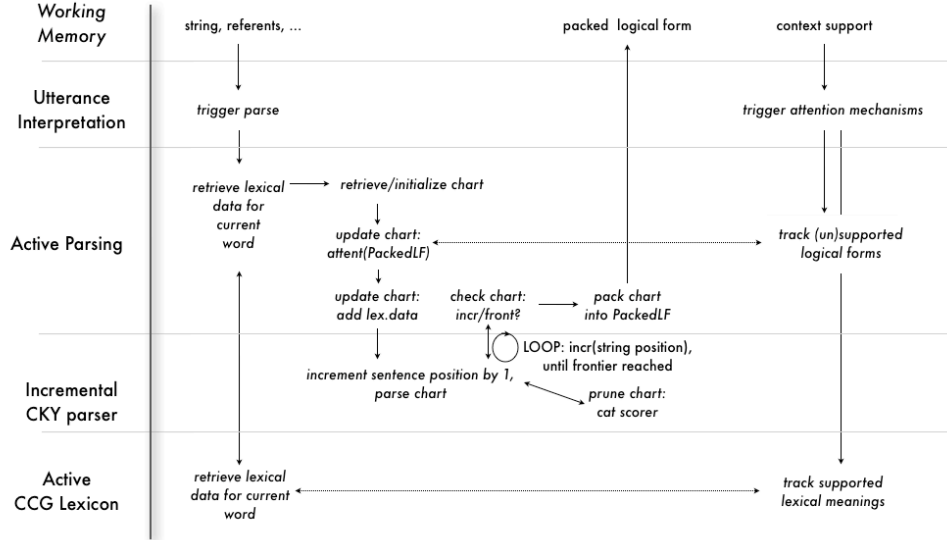 Working
Memory
string, referents, ...
packed logical form
context support
Utterance
Interpretation
trigger parse
trigger attention mechanisms
Active Parsing
retrieve lexical
data for
current
word
retrieve/initialize chart
update chart:
attent(PackedLF)
track (un)supported
logical forms
update chart:
add lex.data
check chart:
incr/front?
pack chart
into PackedLF
LOOP: incr(string position),
until frontier reached
Incremental
CKY parser
increment sentence position by 1,
parse chart
prune chart:
cat scorer
Active
CCG Lexicon
retrieve lexical
data for current
word
track supported
lexical meanings